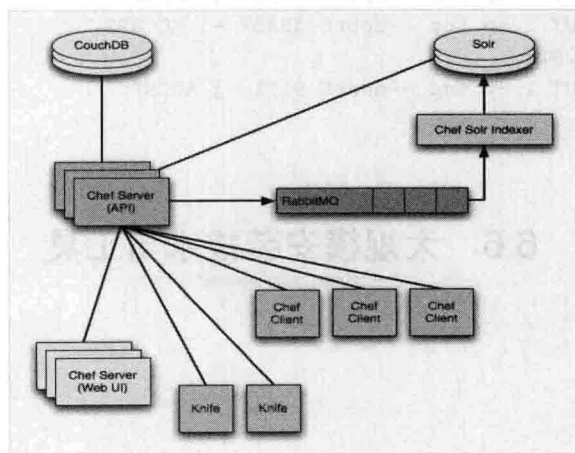 CouchDB
Solr
Chef Solr Indexer
Chef Server
(API)
RabbitMQ
Chef
Client
Chef
Client
Chef
Client
Chef Server
(Web UI)
Knife
Knife